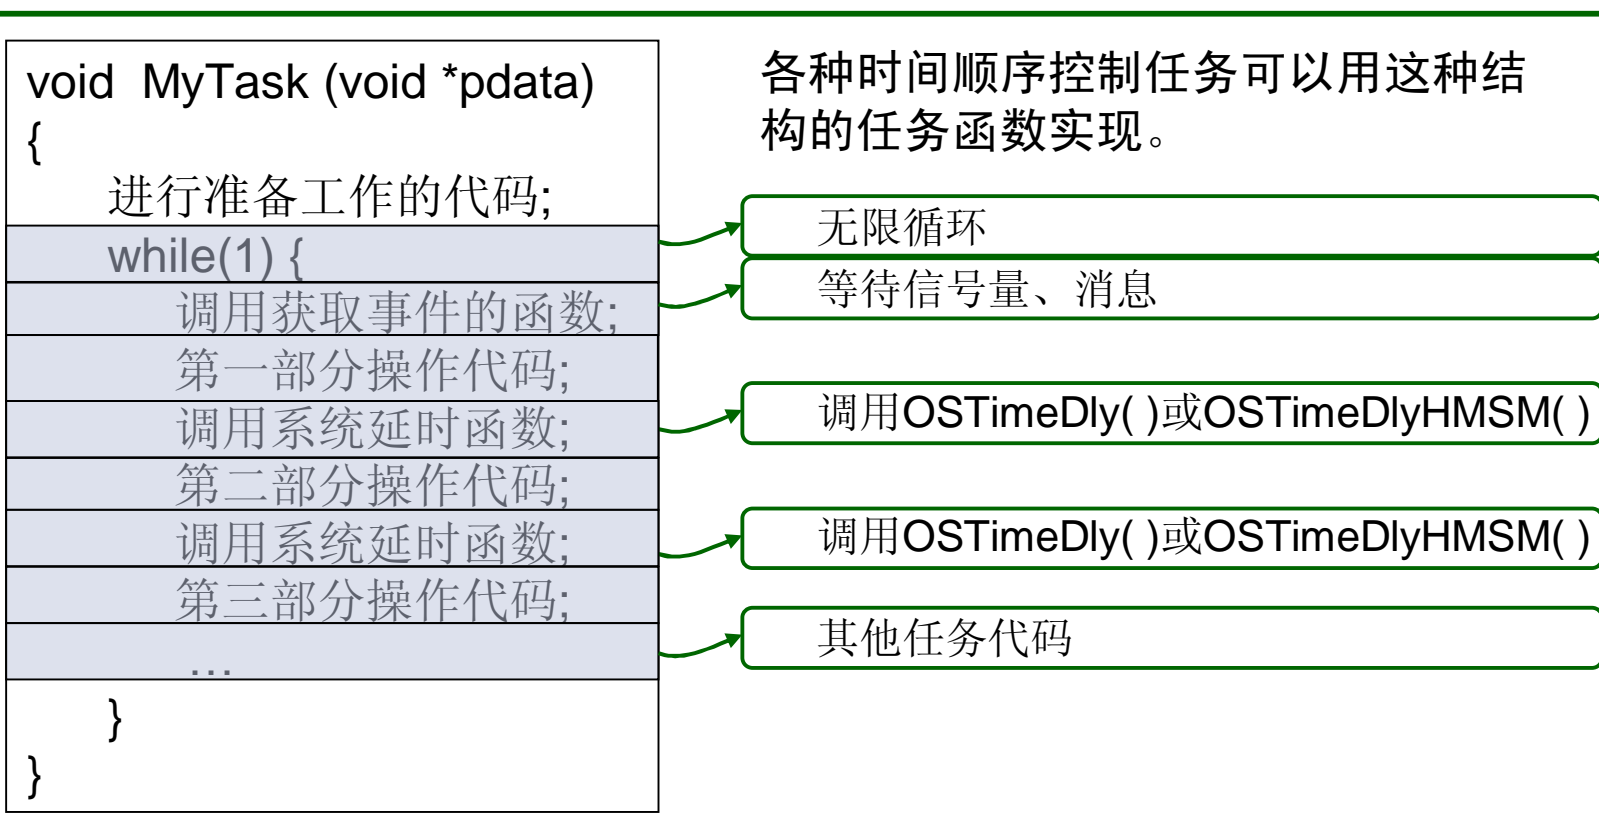 void MyTask (void *pdata)
{
进行准备工作的代码;
while(1) {
调用获取事件的函数;
第一部分操作代码;
调用系统延时函数;
第二部分操作代码;
调用系统延时函数;
第三部分操作代码;
…
}
}
各种时间顺序控制任务可以用这种结
构的任务函数实现。
无限循环
等待信号量、消息
调用OSTimeDly( )或OSTimeDlyHMSM( )
调用OSTimeDly( )或OSTimeDlyHMSM( )
其他任务代码